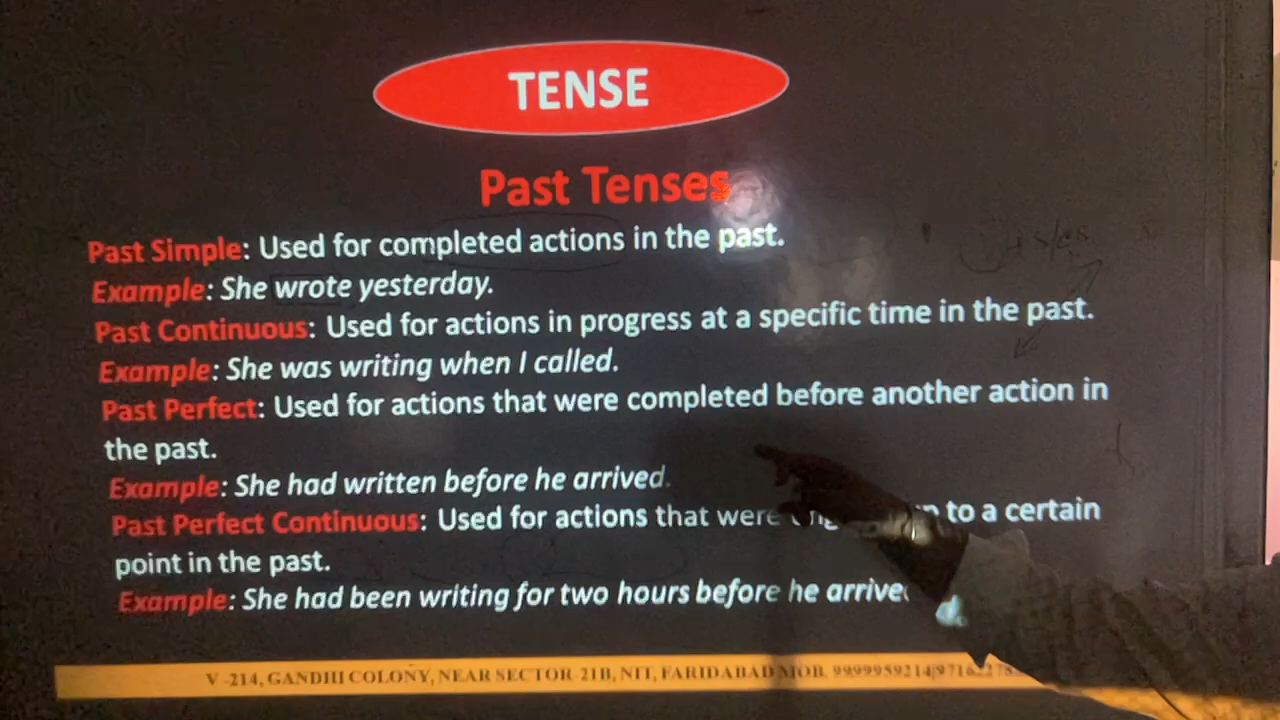 TENSE
Past Tenses
Past Simple: Used for completed actions in the past.
Example: She wrote yesterday.
Past Continuous: Used for actions in progress at a specific time in the past.
Example: She was writing when I called.
Past Perfect: Used for actions that were completed before another action in
the past.
Example: She had written before he arrived.
Past Perfect Continuous: Used for actions that were to a certain
point in the past.
Example: She had been writing for two hours before he arrived.
V-214, GANDHI COLONY, NEAR SECTOR-21B, NIT, FARIDABAD MOB. 9999959214